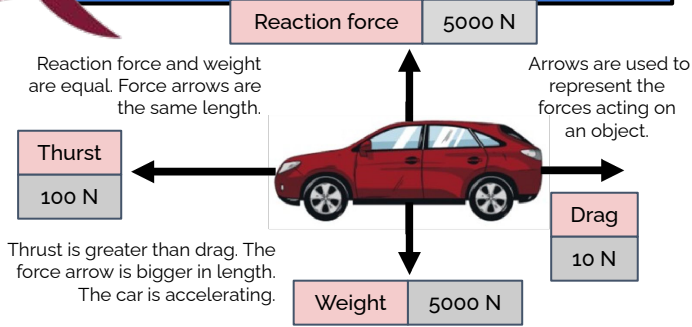 Reaction force 5000 N
Reaction force and weight
are equal. Force arrows are
the same length.
Arrows are used to
represent the
forces acting on
an object.
Thurst
100 N
Drag
10 N
Thrust is greater than drag. The
force arrow is bigger in length.
The car is accelerating.
Weight 5000 N